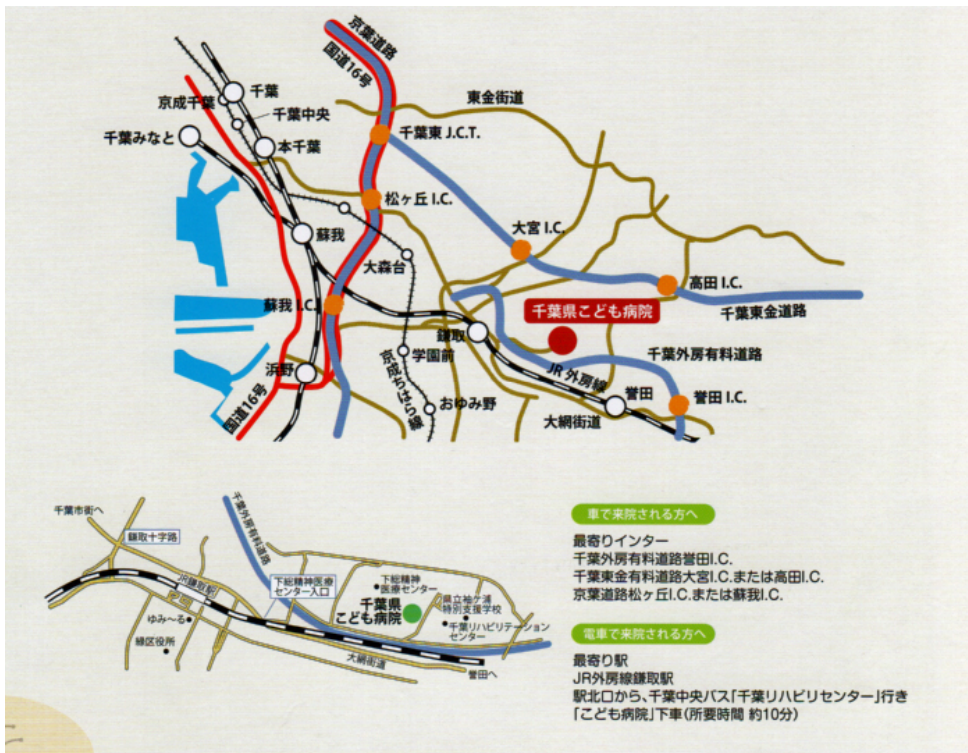 京葉道路
国道16号
千葉
京成千葉
千葉中央
千葉みなと
本千葉
東金街道
千葉東 J.C.T.
松ヶ丘 I.C.
蘇我
大森台
大宮 I.C.
高田 I.C.
千葉東金道路
蘇我 I.C.
千葉県こども病院
鎌取
千葉外房有料道路
学園前
浜野
JR 外房線
京成ちはら線
誉田
誉田 I.C.
おゆみ野
大網街道
国道16号
千葉市街へ
千葉外房有料道路
鎌取十字路
JR鎌取駅
下総精神医療
センター入口
下総精神
医療センター
千葉県
こども病院
県立袖ケ浦
特別支援学校
千葉リハビリテーション
センター
ゆみ~る
緑区役所
大網街道
誉田へ
車で来院される方へ
最寄りインター
千葉外房有料道路誉田I.C.
千葉東金有料道路大宮I.C.または高田I.C.
京葉道路松ヶ丘I.C.または蘇我I.C.
電車で来院される方へ
最寄り駅
JR外房線鎌取駅
駅北口から、千葉中央バス「千葉リハビリセンター」行き
「こども病院」下車(所要時間 約10分)